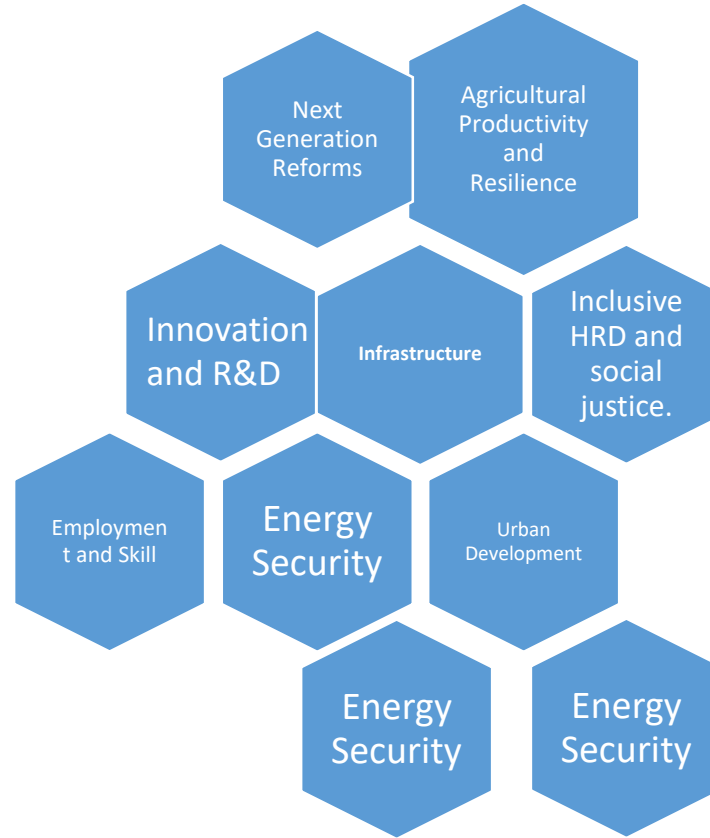 Next
Generation
Reforms
Agricultural
Productivity
and
Resilience
Innovation
and R&D
Infrastructure
Inclusive
HRD and
social
justice.
Employmen
t and Skill
Energy
Security
Urban
Development
Energy
Security
Energy
Security